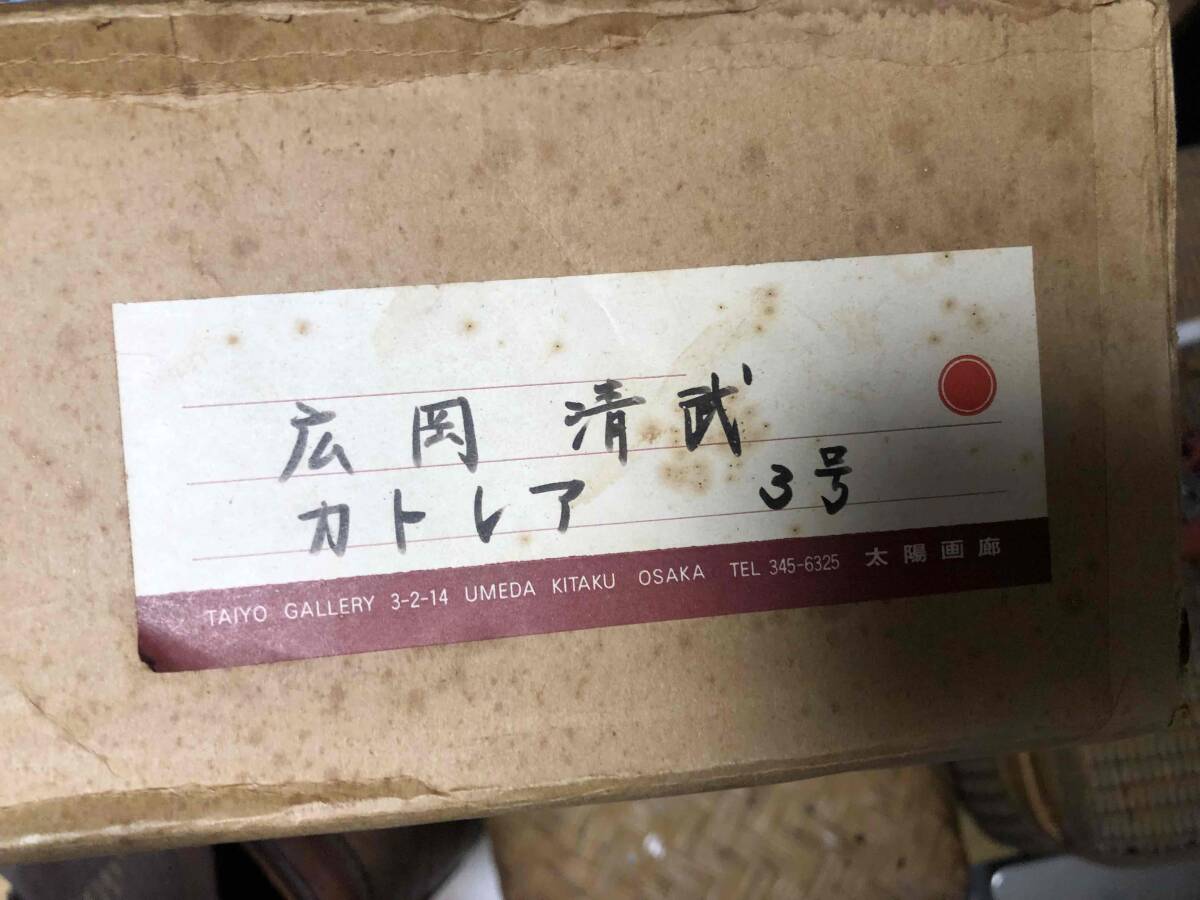 広岡 清武
カトレア 3号
TAIYO GALLERY 3-2-14 UMEDA KITAKU OSAKA TEL 345-6325 太陽画廊